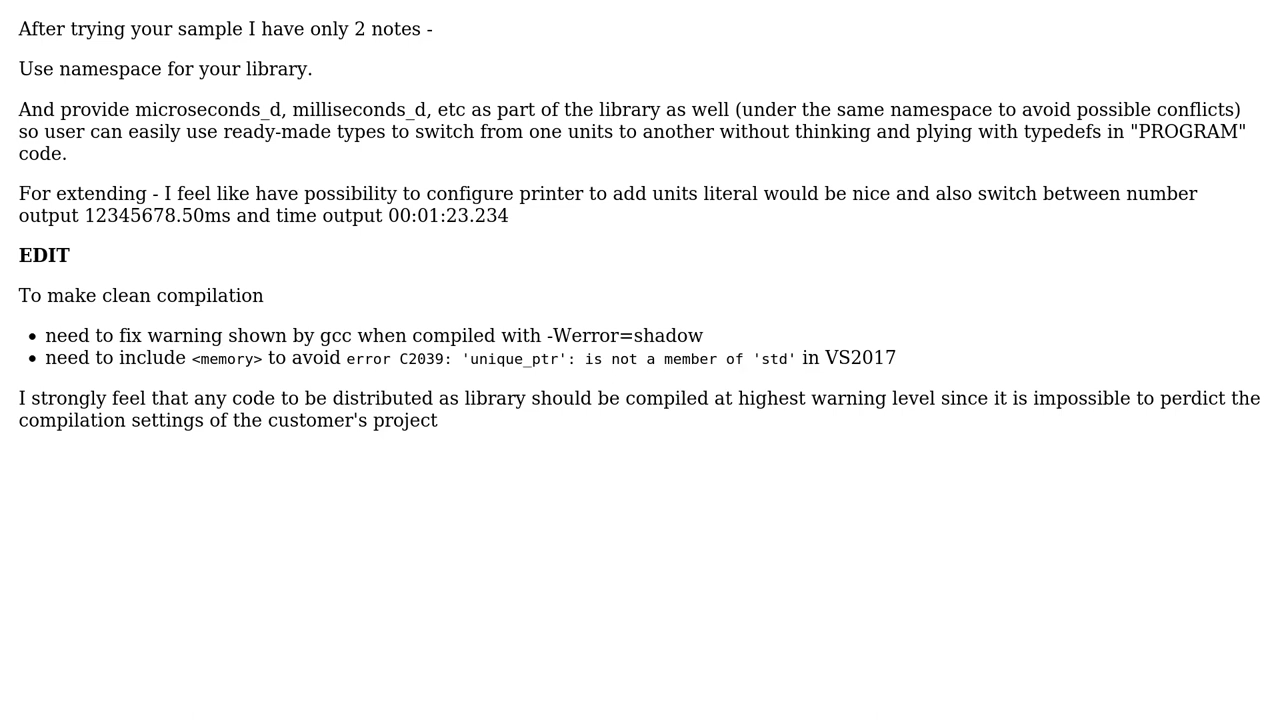 After trying your sample I have only 2 notes -
Use namespace for your library.
And provide microseconds_d, milliseconds_d, etc as part of the library as well (under the same namespace to avoid possible conflicts)
so user can easily use ready-made types to switch from one units to another without thinking and plying with typedefs in "PROGRAM"
code.
For extending - I feel like have possibility to configure printer to add units literal would be nice and also switch between number
output 12345678.50ms and time output 00:01:23.234
EDIT
To make clean compilation
• need to fix warning shown by gcc when compiled with -Werror=shadow
• need to include <memory> to avoid error C2039: 'unique_ptr': is not a member of 'std' in VS2017
I strongly feel that any code to be distributed as library should be compiled at highest warning level since it is impossible to perdict the
compilation settings of the customer's project